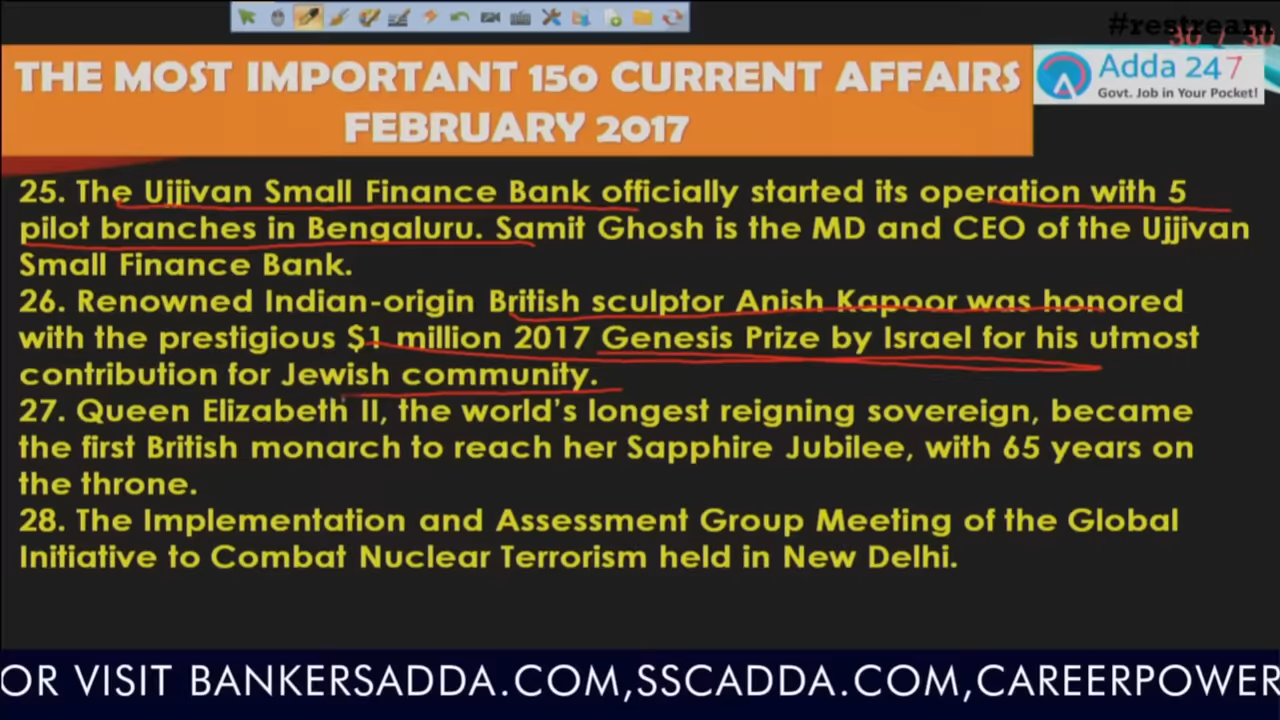 #restream
30 / 30
THE MOST IMPORTANT 150 CURRENT AFFAIRS
FEBRUARY 2017
Adda 247
Govt. Job in Your Pocket!
25. The Ujjivan Small Finance Bank officially started its operation with 5
pilot branches in Bengaluru. Samit Ghosh is the MD and CEO of the Ujjivan
Small Finance Bank.
26. Renowned Indian-origin British sculptor Anish Kapoor was honored
with the prestigious $1 million 2017 Genesis Prize by Israel for his utmost
contribution for Jewish community.
27. Queen Elizabeth II, the world's longest reigning sovereign, became
the first British monarch to reach her Sapphire Jubilee, with 65 years on
the throne.
28. The Implementation and Assessment Group Meeting of the Global
Initiative to Combat Nuclear Terrorism held in New Delhi.
OR VISIT BANKERSADDA.COM,SSCADDA.COM,CAREERPOWER